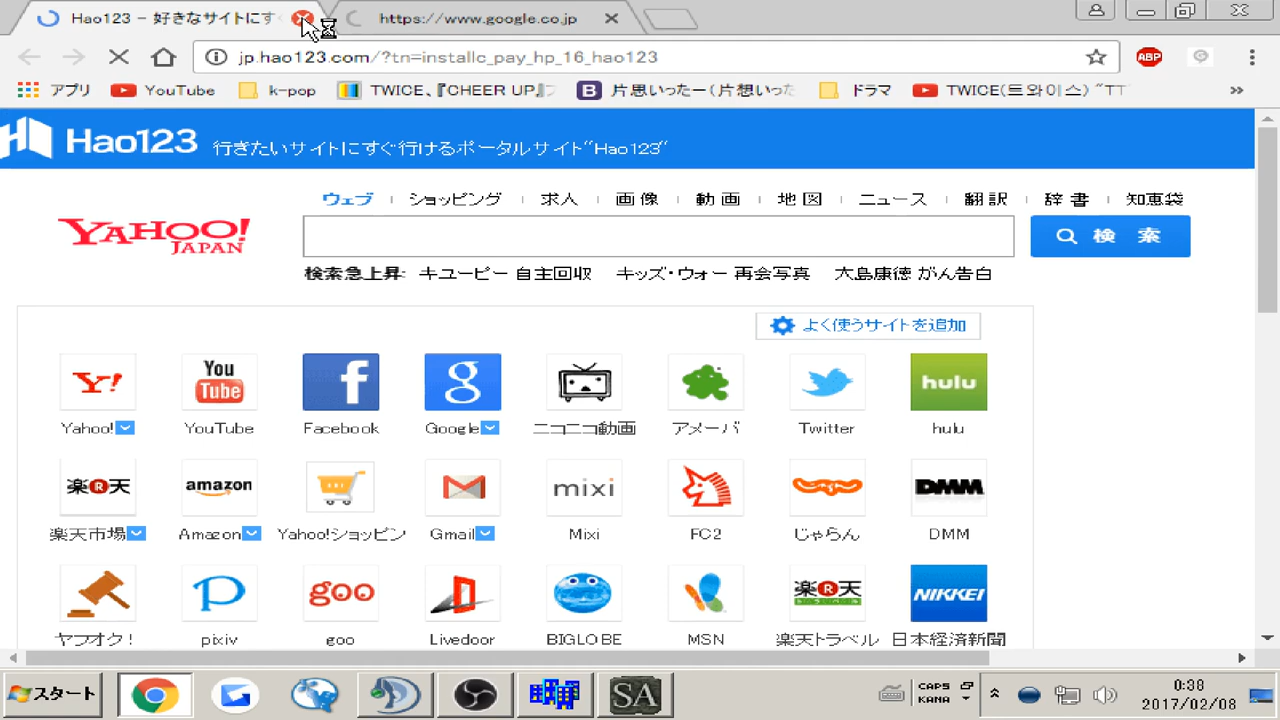 Hao123 - 好きなサイトにすぐ
https://www.google.co.jp
jp.hao123.com/?tn=installc_pay_hp_16_hao123
ABP
アプリ YouTube k-pop TWICE、『CHEER UP』 B 片思いったー(片想いった ドラマ TWICE(트와이스) "TT
Hao123 行きたいサイトにすぐ行けるポータルサイト“Hao123“
ウェブ ショッピング 求人 画像 動画 地図 ニュース 翻訳 辞書 知恵袋
YAHOO!
JAPAN
検 索
検索急上昇: キユーピー 自主回収 キッズ・ウォー 再会写真 大島康徳 がん告白
よく使うサイトを追加
Y! You Tube f g hulu
Yahoo! YouTube Facebook Google ニコニコ動画 アメーバ Twitter hulu
楽R天 amazon mixi DMM
楽天市場 Amazon Yahoo!ショッピン Gmail Mixi FC2 じゃらん DMM
P goo 楽R天 トラベル NIKKEI
ヤフオク! pixiv goo Livedoor BIGLOBE MSN 楽天トラベル 日本経済新聞
スタート SA CAPS KANA 0:38
2017/02/08